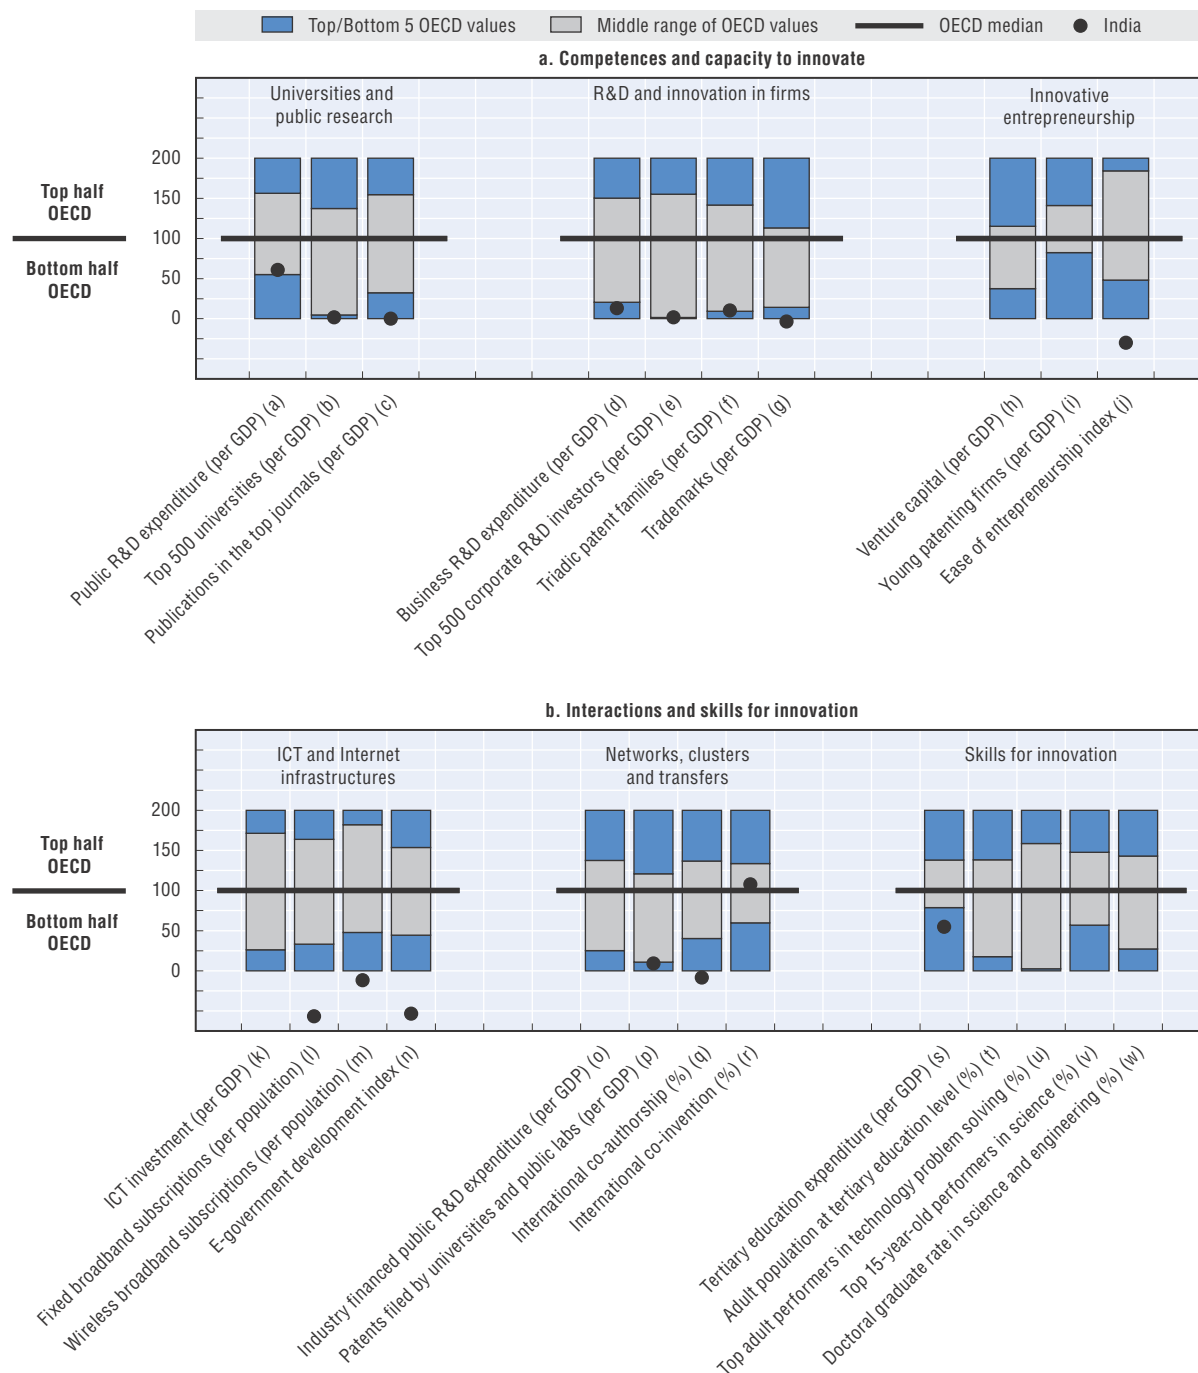 Top/Bottom 5 OECD values Middle range of OECD values OECD median India
a. Competences and capacity to innovate
Universities and
public research
R&D and innovation in firms
Innovative
entrepreneurship
200
150
100
50
0
Top half
OECD
Bottom half
OECD
Public R&D expenditure (per GDP) (a)
Top 500 universities (per GDP) (b)
Publications in the top journals (per GDP) (c)
Business R&D expenditure (per GDP) (d)
Top 500 corporate R&D investors (per GDP) (e)
Triadic patent families (per GDP) (f)
Trademarks (per GDP) (g)
Venture capital (per GDP) (h)
Young patenting firms (per GDP) (i)
Ease of entrepreneurship index (j)
b. Interactions and skills for innovation
ICT and Internet
infrastructures
Networks, clusters
and transfers
Skills for innovation
200
150
100
50
0
Top half
OECD
Bottom half
OECD
ICT investment (per GDP) (k)
Fixed broadband subscriptions (per population) (l)
Wireless broadband subscriptions (per population) (m)
E-government development index (n)
Industry financed public R&D expenditure (per GDP) (o)
Patents filed by universities and public labs (per GDP) (p)
International co-authorship (%) (q)
International co-invention (%) (r)
Tertiary education expenditure (per GDP) (s)
Adult population at tertiary education level (%) (t)
Top adult performers in technology problem solving (%) (u)
Top 15-year-old performers in science (%) (v)
Doctoral graduate rate in science and engineering (%) (w)